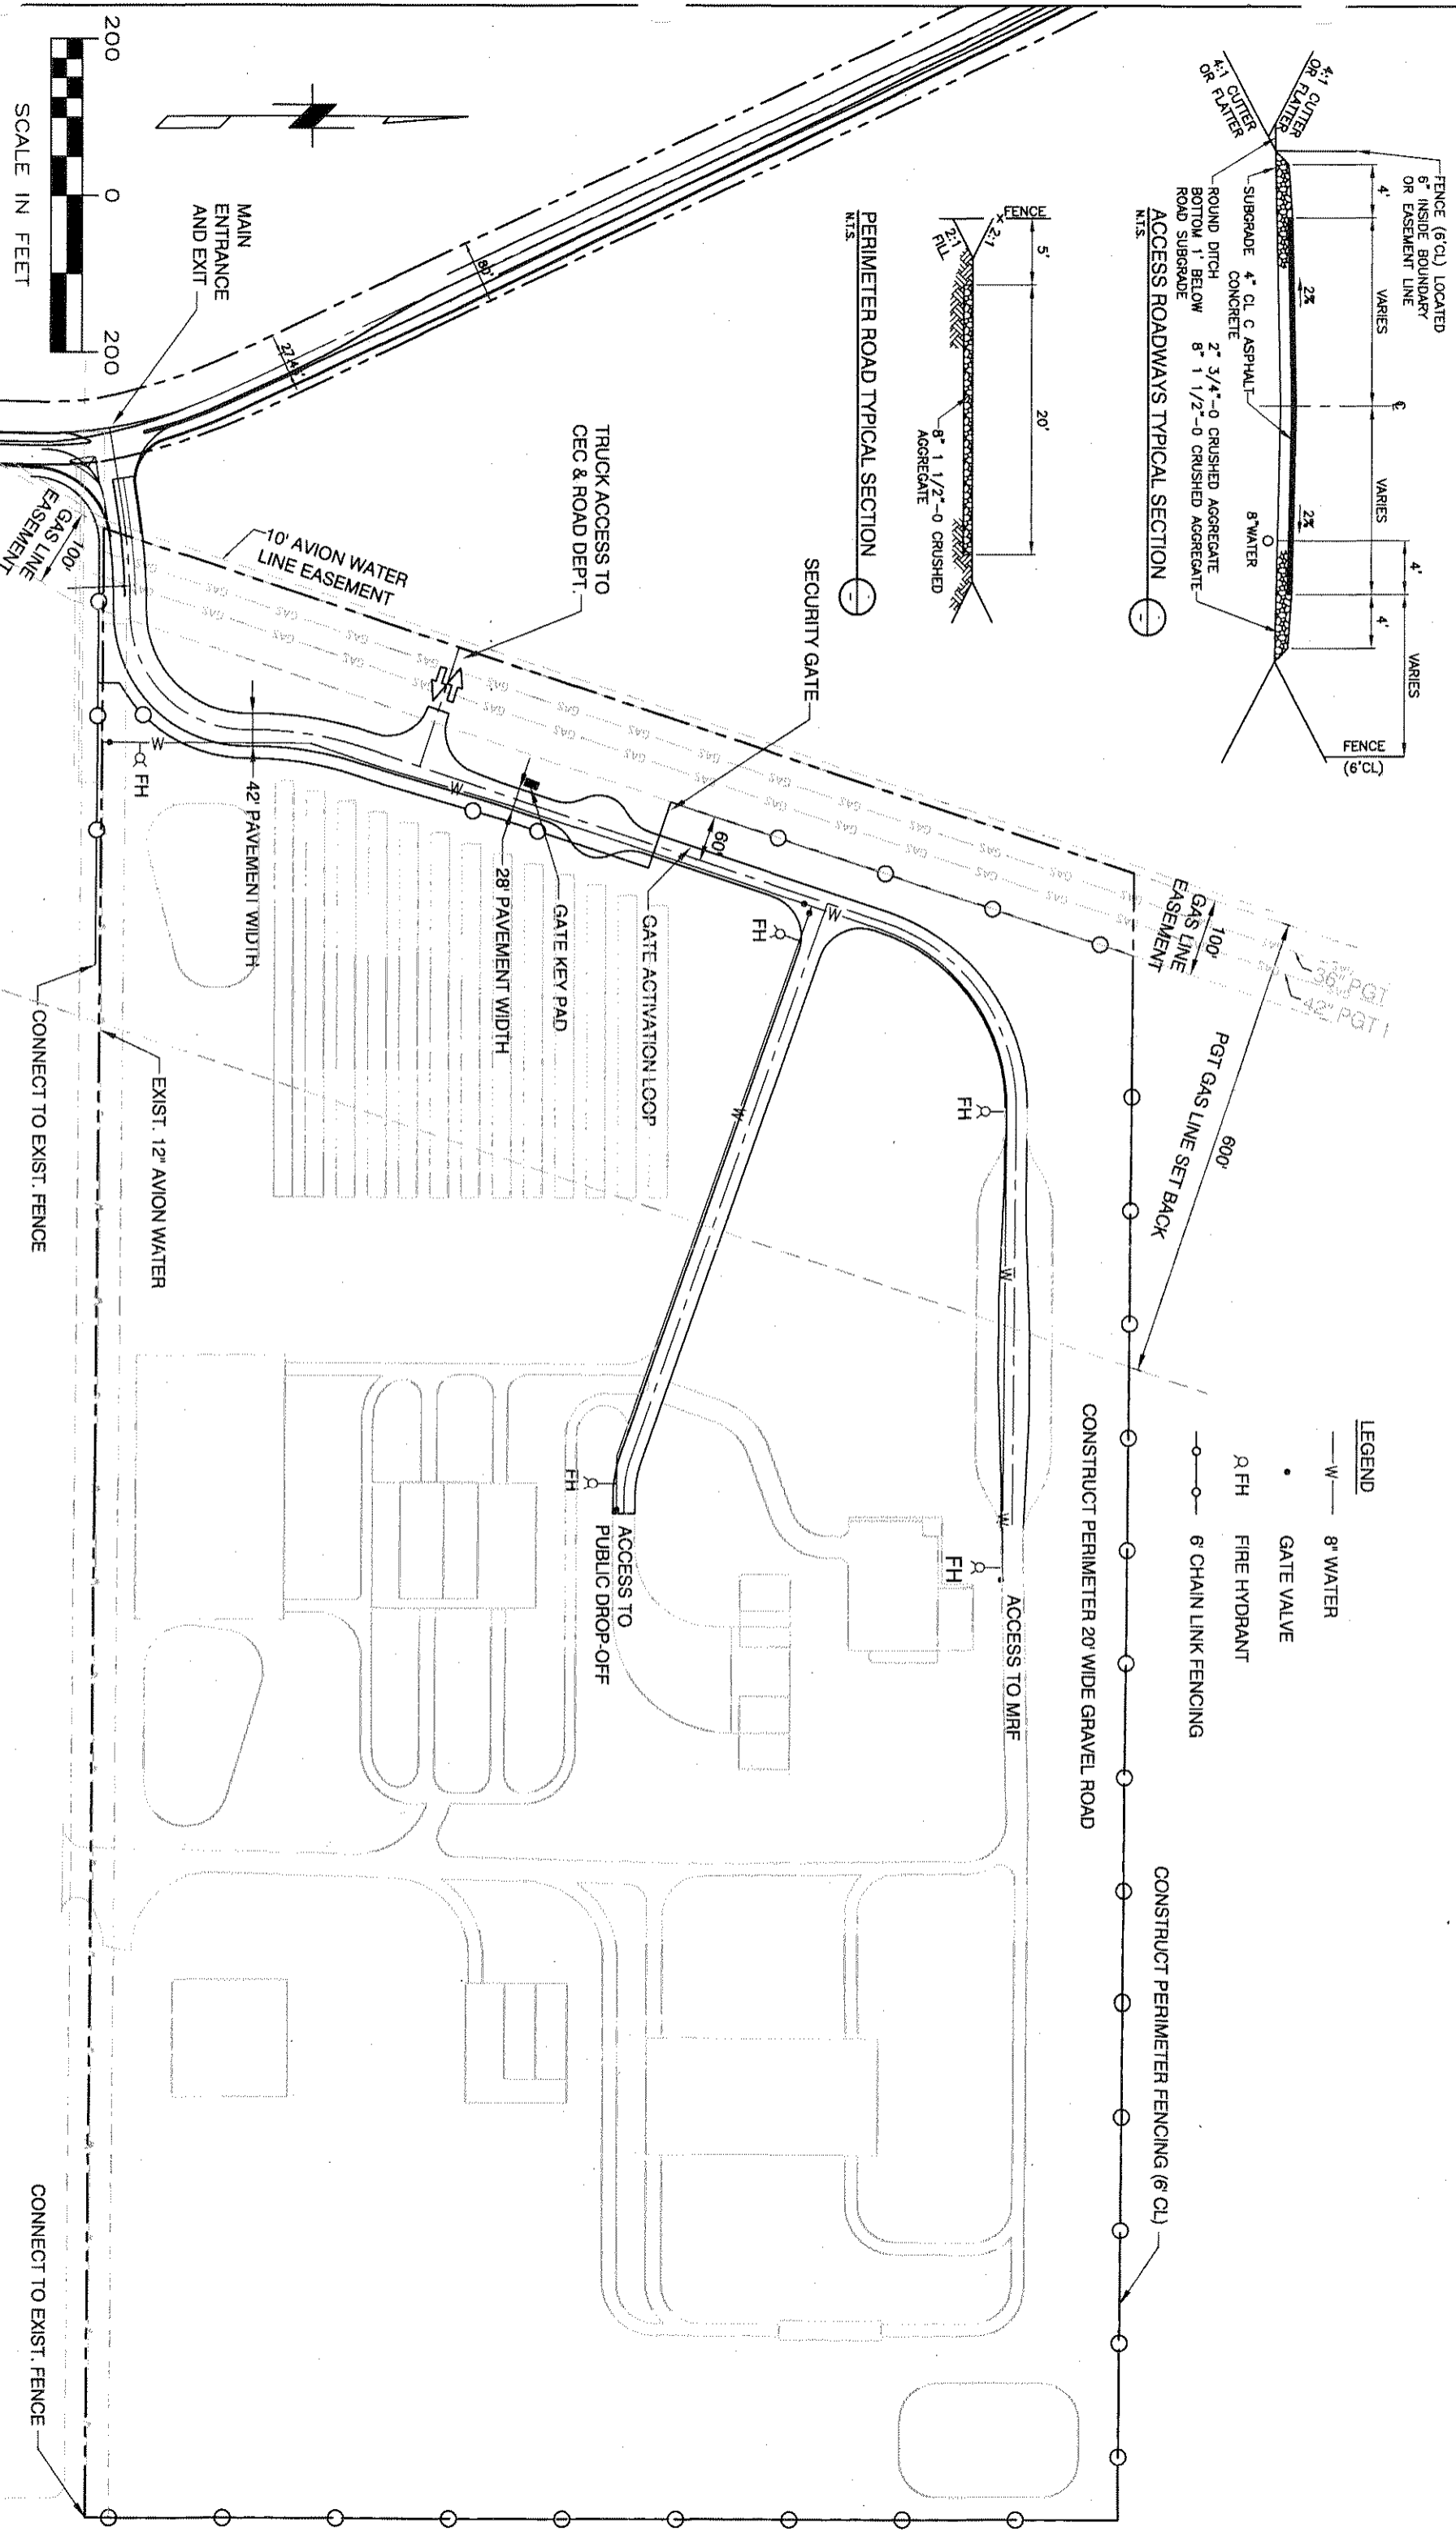 FENCE (6'CL) LOCATED
6" INSIDE BOUNDARY
OR EASEMENT LINE
4:1 CUTTER
OR FLATTER
4:1 CUTTER
OR FLATTER
4'
VARIES
VARIES
4'
4'
VARIES
2%
2%
℄
8"WATER
FENCE
(6'CL)
SUBGRADE
4" CL C ASPHALT
CONCRETE
ROUND DITCH
BOTTOM 1' BELOW
ROAD SUBGRADE
2" 3/4"-0 CRUSHED AGGREGATE
8" 1 1/2"-0 CRUSHED AGGREGATE
ACCESS ROADWAYS TYPICAL SECTION
N.T.S.
FENCE
5'
20'
2:1
2:1
FILL
8" 1 1/2"-0 CRUSHED
AGGREGATE
PERIMETER ROAD TYPICAL SECTION
N.T.S.
LEGEND
W 8" WATER
GATE VALVE
FH FIRE HYDRANT
6' CHAIN LINK FENCING
CONSTRUCT PERIMETER FENCING (6' CL)
CONSTRUCT PERIMETER 20' WIDE GRAVEL ROAD
600'
PGT GAS LINE SET BACK
36" PGT
42" PGT
100'
GAS LINE
EASEMENT
SECURITY GATE
60'
TRUCK ACCESS TO
CEC & ROAD DEPT.
10' AVION WATER
LINE EASEMENT
GAS
GATE ACTIVATION LOOP
GATE KEY PAD
28' PAVEMENT WIDTH
42' PAVEMENT WIDTH
FH
FH
FH
FH
FH
W
W
W
W
W
W
ACCESS TO MRF
ACCESS TO
PUBLIC DROP-OFF
80'
MAIN
ENTRANCE
AND EXIT
100'
GAS LINE
EASEMENT
EXIST. 12" AVION WATER
CONNECT TO EXIST. FENCE
CONNECT TO EXIST. FENCE
200 0 200
SCALE IN FEET